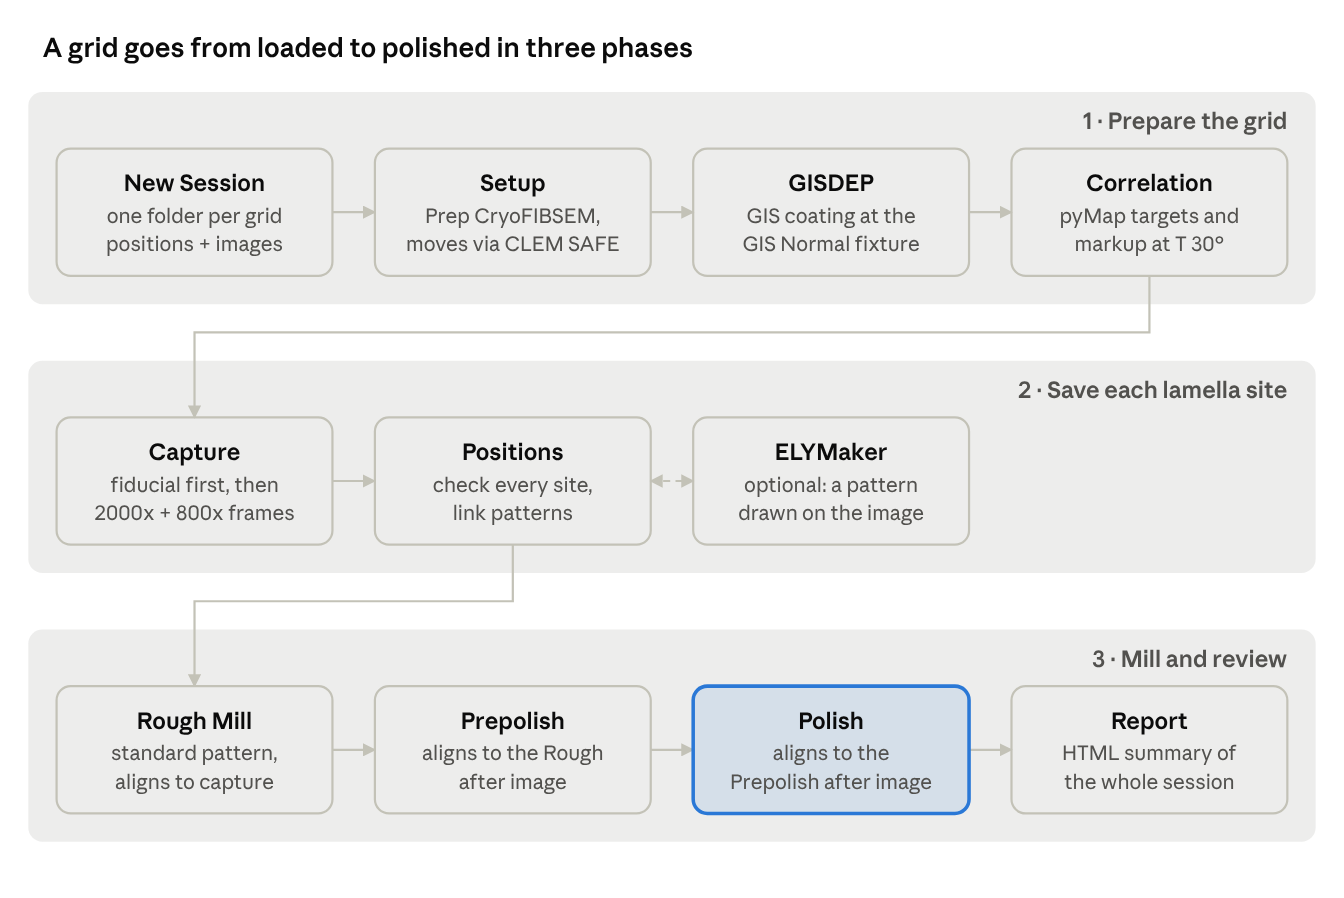 A grid goes from loaded to polished in three phases
1 · Prepare the grid
New Session
one folder per grid
positions + images
Setup
Prep CryoFIBSEM,
moves via CLEM SAFE
GISDEP
GIS coating at the
GIS Normal fixture
Correlation
pyMap targets and
markup at T 30°
2 · Save each lamella site
Capture
fiducial first, then
2000x + 800x frames
Positions
check every site,
link patterns
ELYMaker
optional: a pattern
drawn on the image
3 · Mill and review
Rough Mill
standard pattern,
aligns to capture
Prepolish
aligns to the Rough
after image
Polish
aligns to the
Prepolish after image
Report
HTML summary of
the whole session